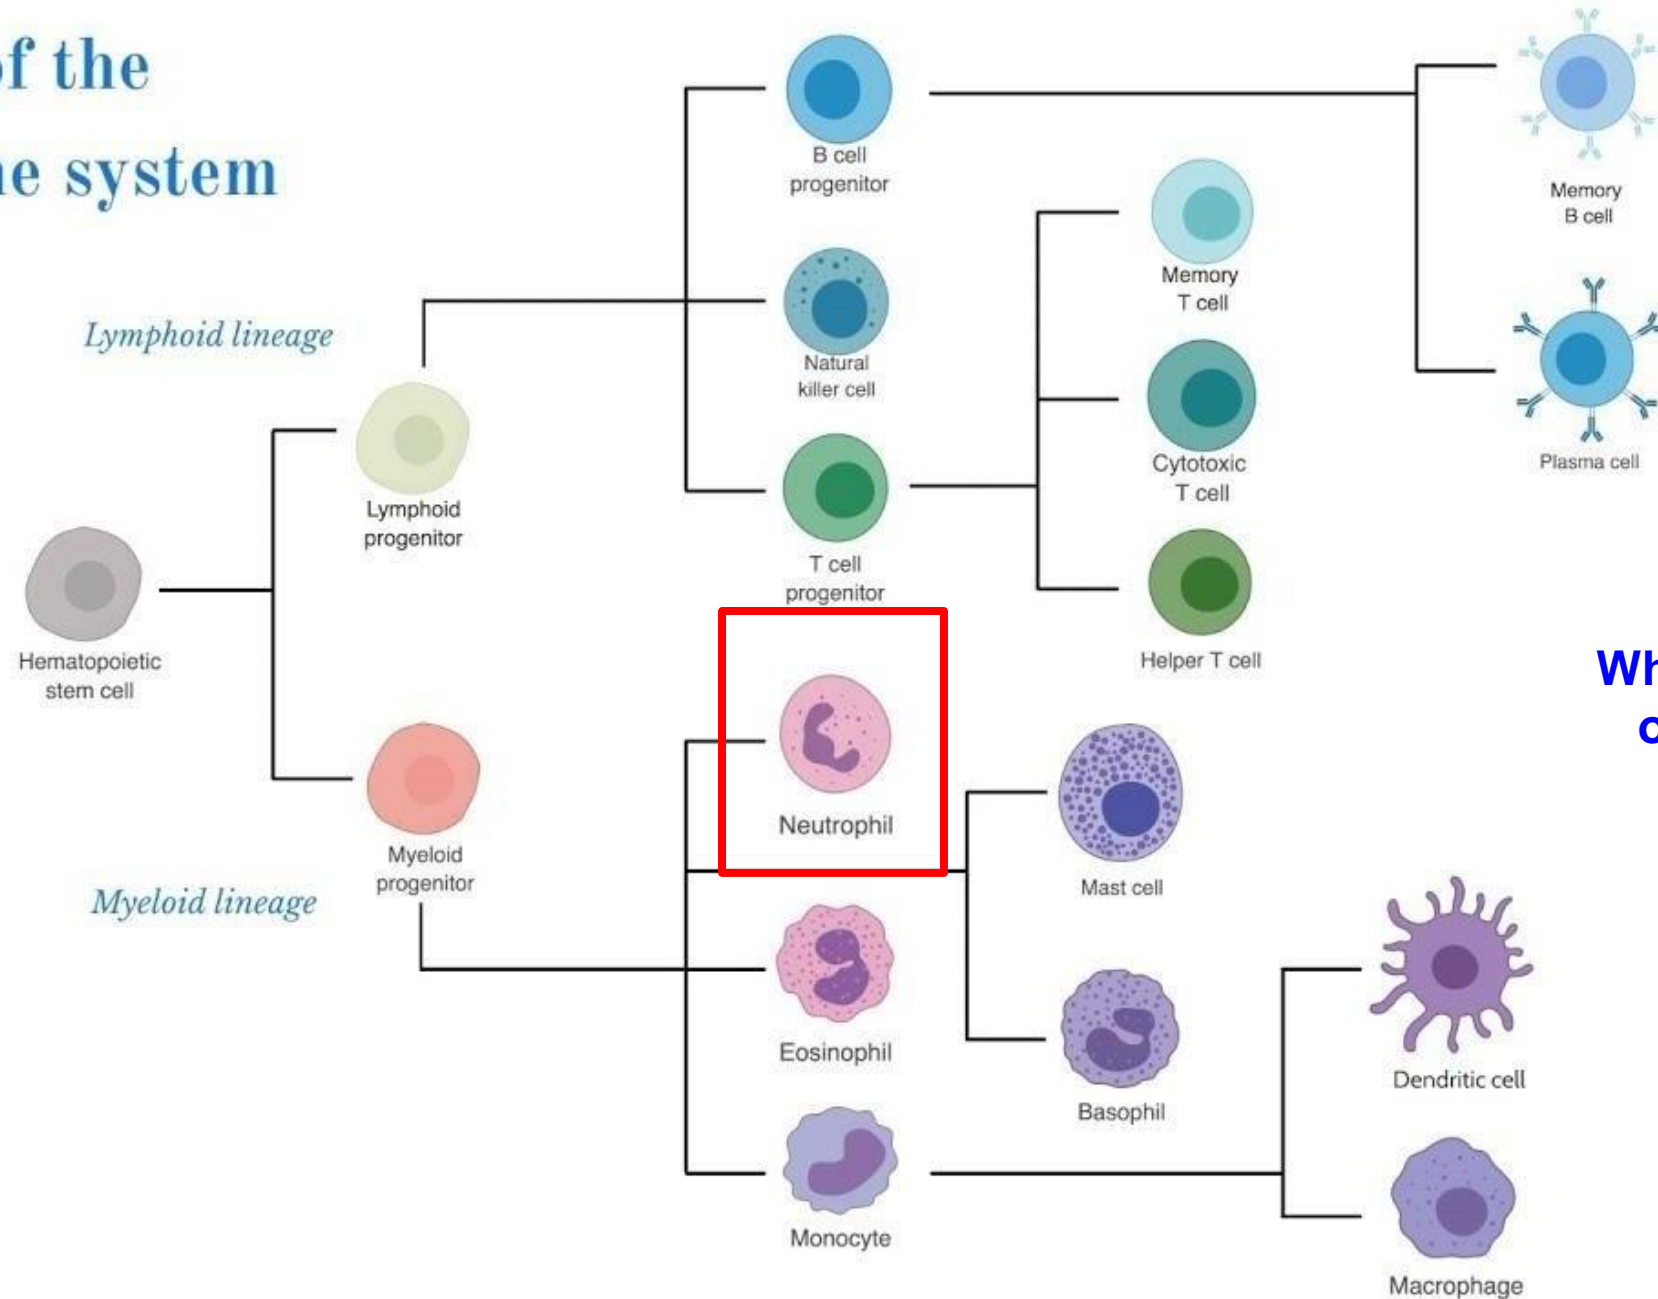 of the
ne system
B cell
progenitor
Memory
B cell
Memory
T cell
Lymphoid lineage
Natural
killer cell
Cytotoxic
T cell
Plasma cell
Lymphoid
progenitor
T cell
progenitor
Hematopoietic
stem cell
Helper T cell
Neutrophil
Myeloid
progenitor
Mast cell
Myeloid lineage
Eosinophil
Dendritic cell
Basophil
Monocyte
Macrophage